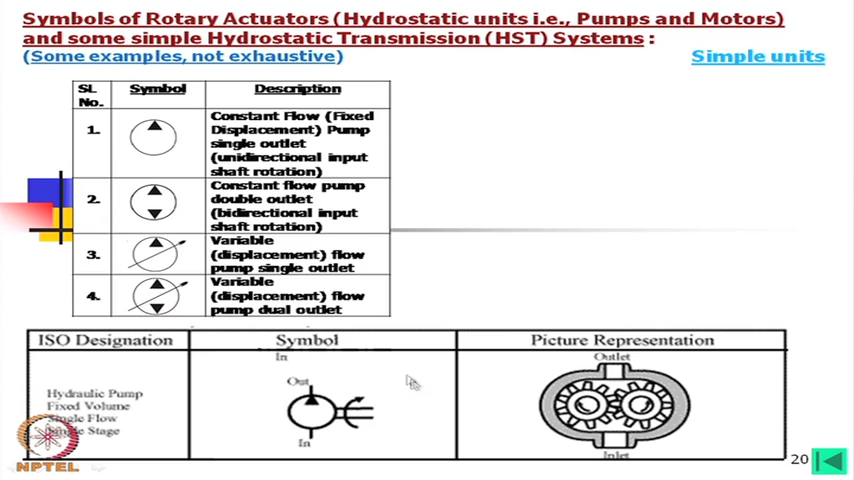 Symbols of Rotary Actuators (Hydrostatic units i.e., Pumps and Motors)
and some simple Hydrostatic Transmission (HST) Systems :
(Some examples, not exhaustive)
Simple units
SL No.
Symbol
Description
1.
Constant Flow (Fixed
Displacement) Pump
single outlet
(unidirectional input
shaft rotation)
2.
Constant flow pump
double outlet
(bidirectional input
shaft rotation)
3.
Variable
(displacement) flow
pump single outlet
4.
Variable
(displacement) flow
pump dual outlet
ISO Designation
Symbol
Picture Representation
Hydraulic Pump
Fixed Volume
Single Flow
Single Stage
In
Out
In
Outlet
Inlet
NPTEL
20